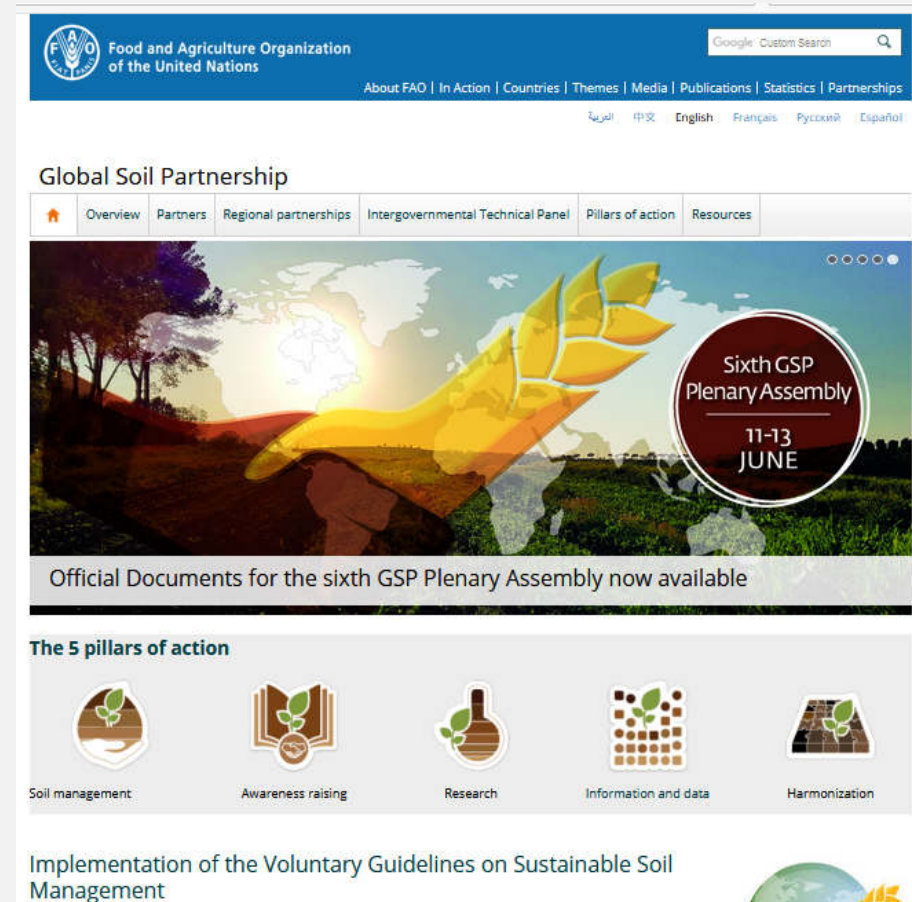 Food and Agriculture Organization
of the United Nations
Google Custom Search
About FAO | In Action | Countries | Themes | Media | Publications | Statistics | Partnerships
العربية 中文 English Français Русский Español
Global Soil Partnership
Overview Partners Regional partnerships Intergovernmental Technical Panel Pillars of action Resources
Sixth GSP
Plenary Assembly
11-13
JUNE
Official Documents for the sixth GSP Plenary Assembly now available
The 5 pillars of action
Soil management Awareness raising Research Information and data Harmonization
Implementation of the Voluntary Guidelines on Sustainable Soil
Management